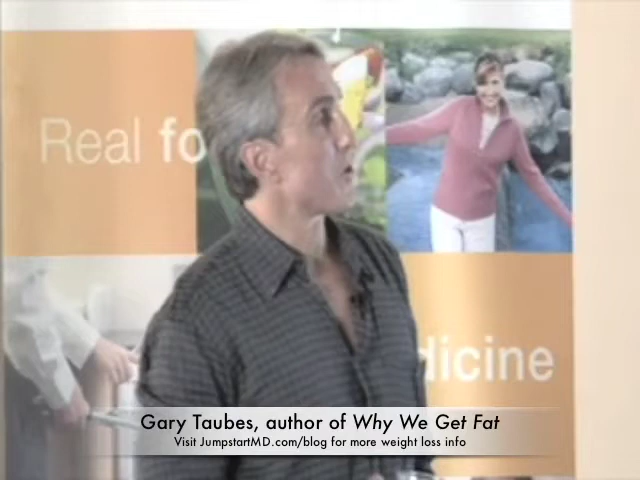 Real fo
dicine
Gary Taubes, author of Why We Get Fat
Visit JumpstartMD.com/blog for more weight loss info